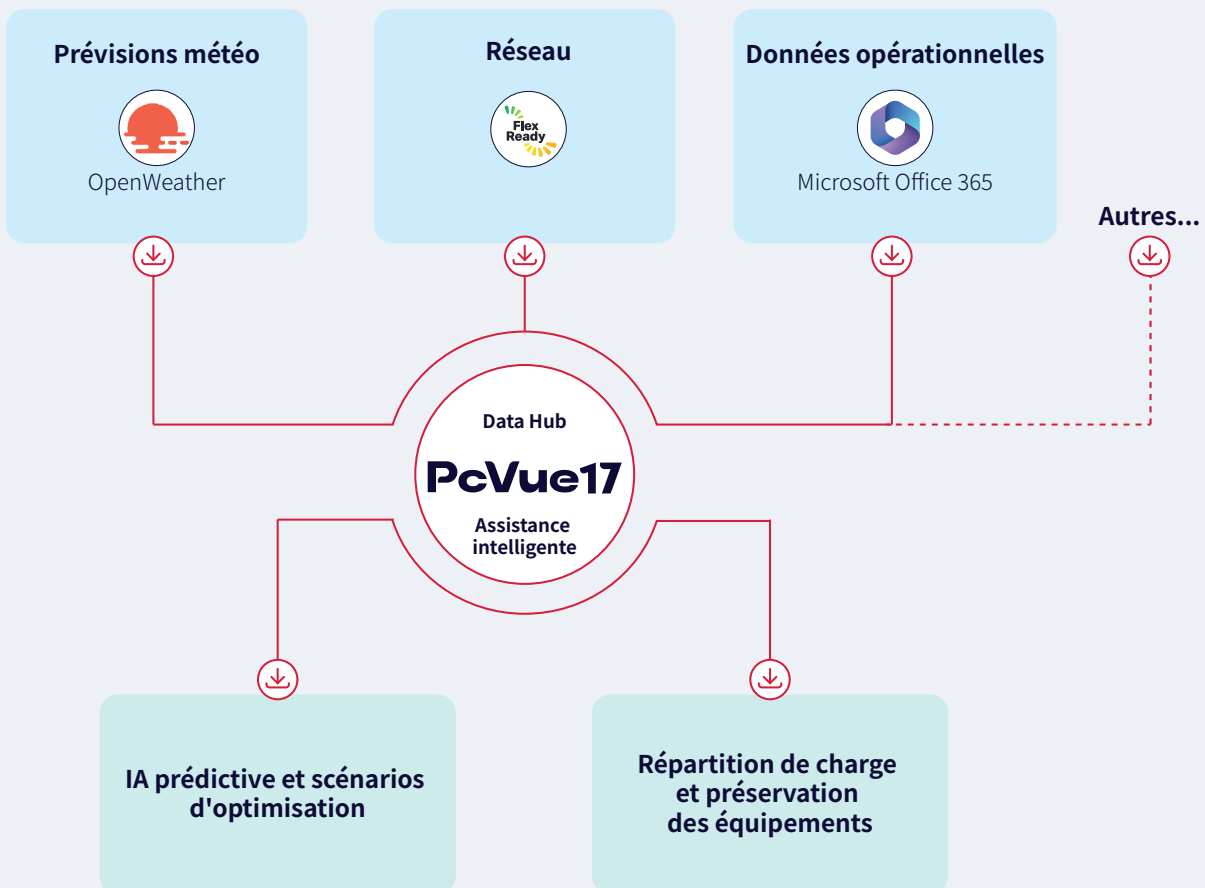 Prévisions météo
OpenWeather
Réseau
Flex
Ready
Données opérationnelles
Microsoft Office 365
Autres...
Data Hub
PcVue17
Assistance
intelligente
IA prédictive et scénarios
d'optimisation
Répartition de charge
et préservation
des équipements